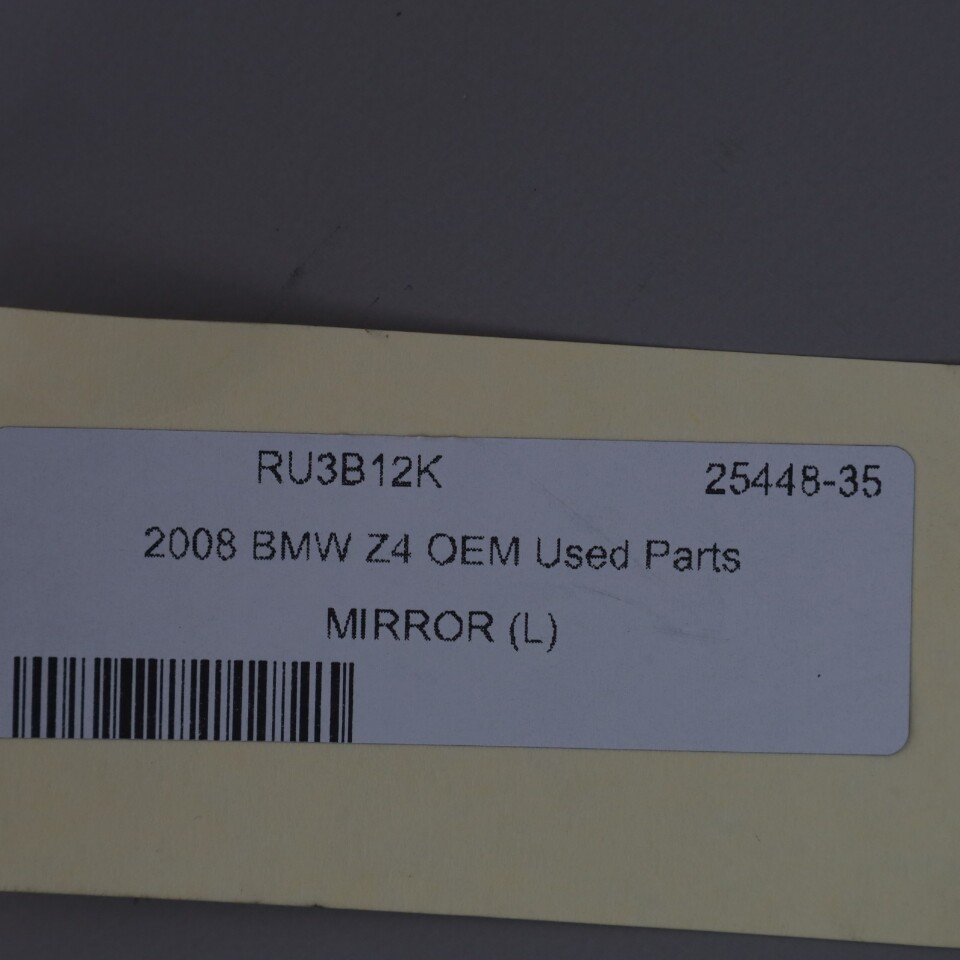 RU3B12K 25448-35
2008 BMW Z4 OEM Used Parts
MIRROR (L)